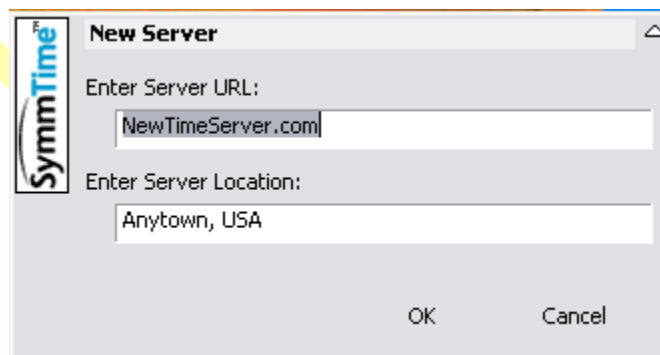 SymmTime™
New Server
Enter Server URL:
NewTimeServer.com
Enter Server Location:
Anytown, USA
OK Cancel